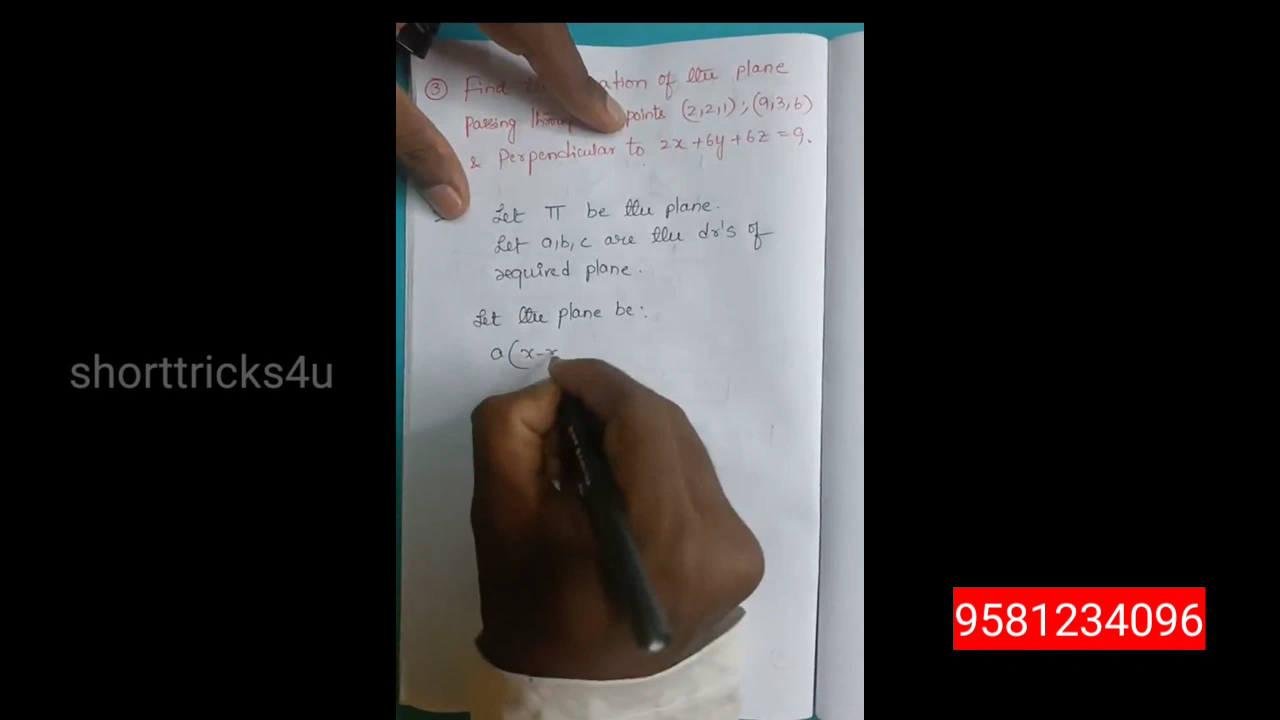 ③ Find ation of the plane
passing points (2,2,1); (9,3,6)
& Perpendicular to 2x+6y+6z=9.
Let π be the plane.
Let a,b,c are the dr's of
required plane.
Let the plane be:
a(x-x
shorttricks4u
9581234096